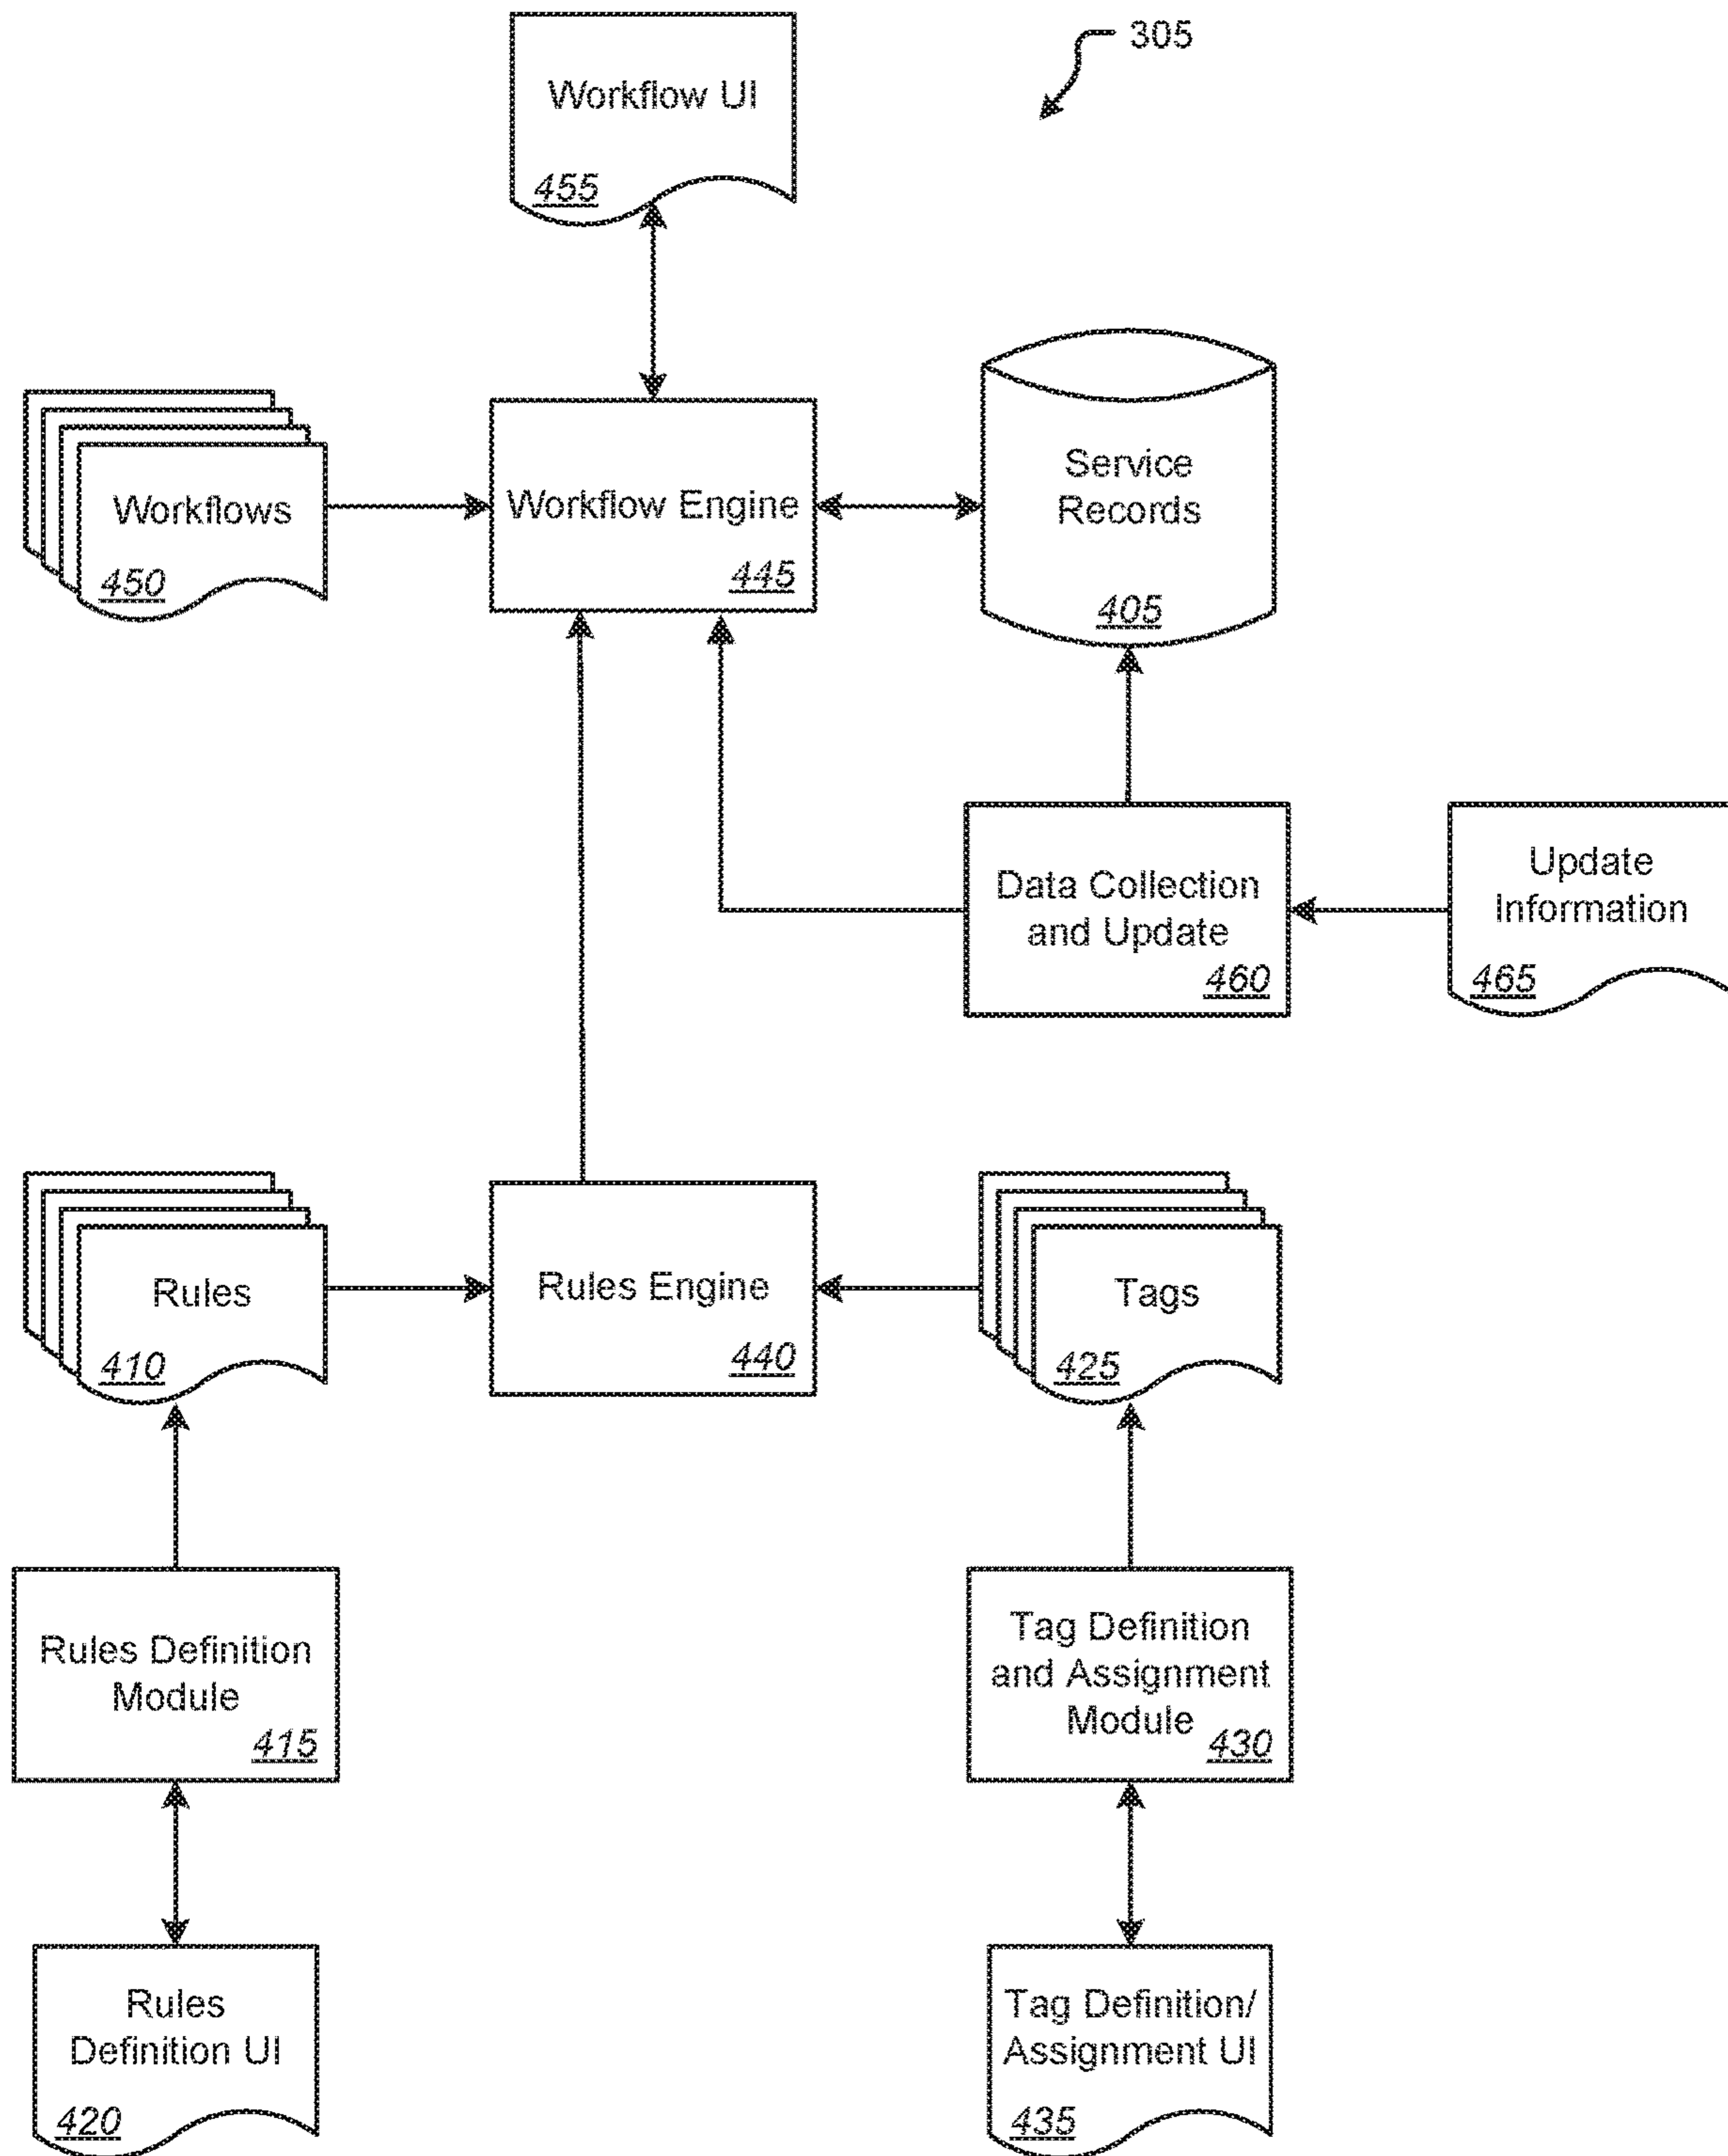 305
Workflow UI
455
Workflows
450
Workflow Engine
445
Service
Records
405
Data Collection
and Update
460
Update
Information
465
Rules
410
Rules Engine
440
Tags
425
Rules Definition
Module
415
Tag Definition
and Assignment
Module
430
Rules
Definition UI
420
Tag Definition/
Assignment UI
435